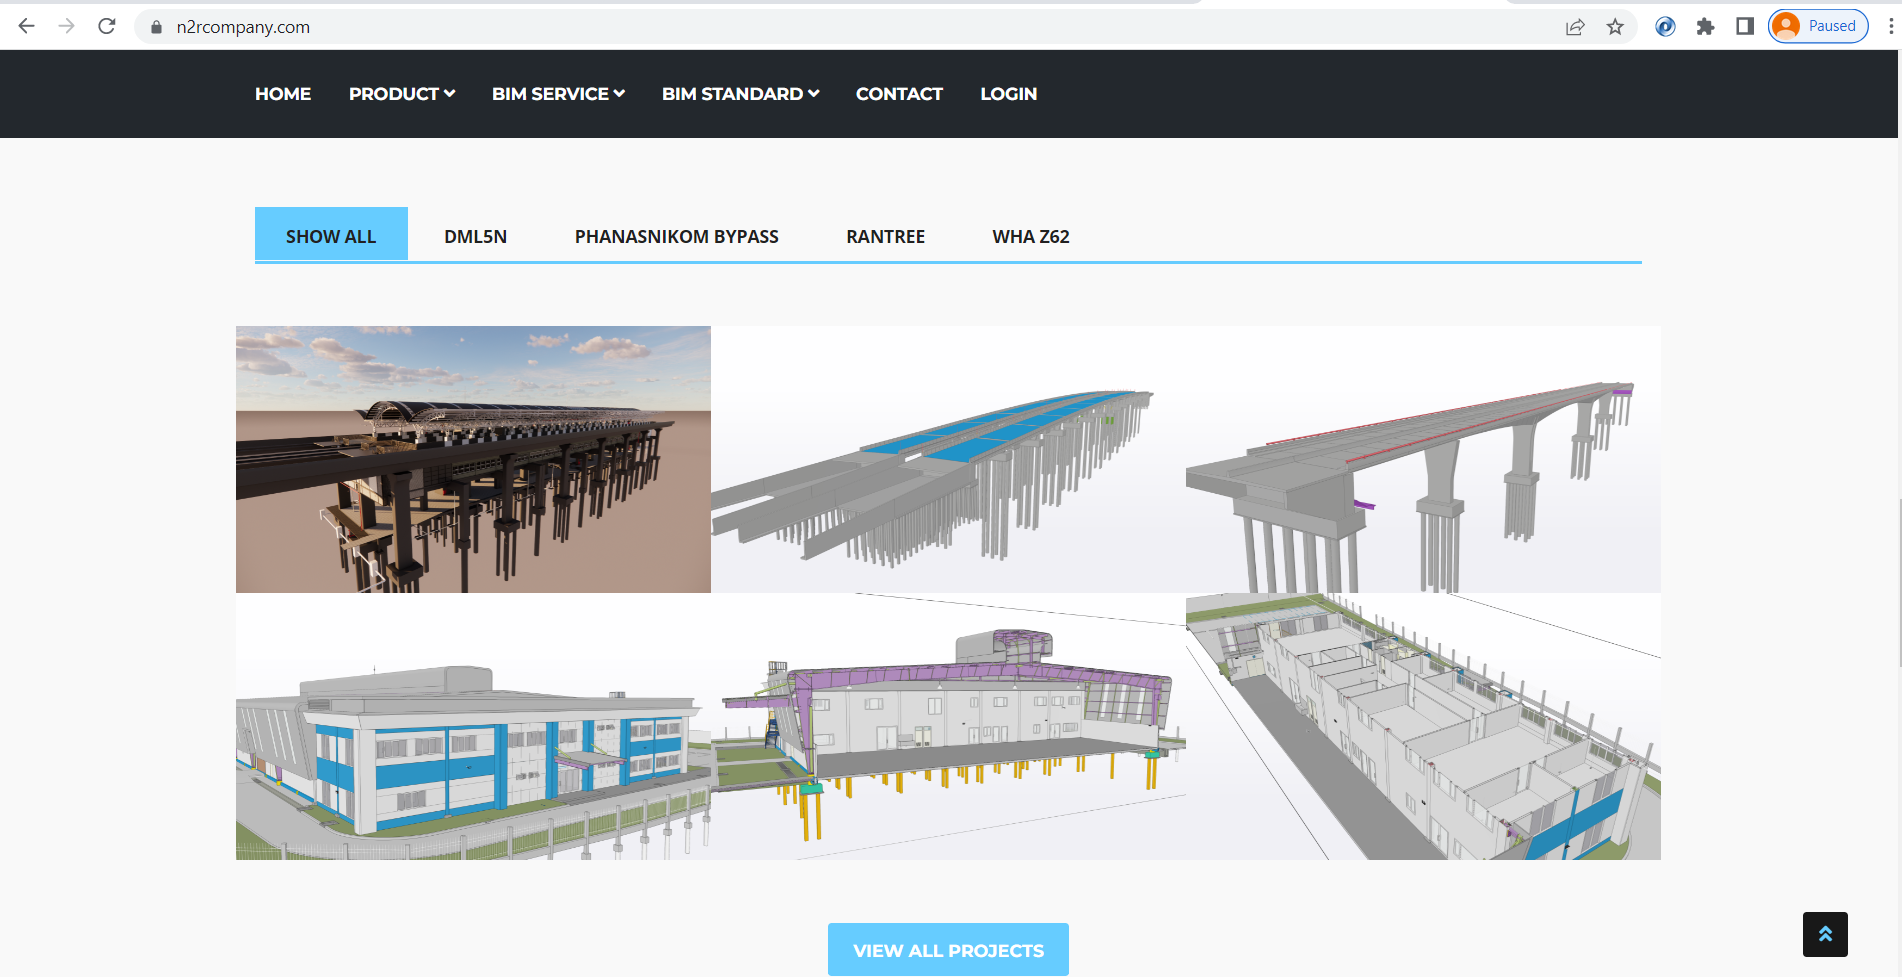 n2rcompany.com
Paused
HOME PRODUCT BIM SERVICE BIM STANDARD CONTACT LOGIN
SHOW ALL DML5N PHANASNIKOM BYPASS RANTREE WHA Z62
VIEW ALL PROJECTS